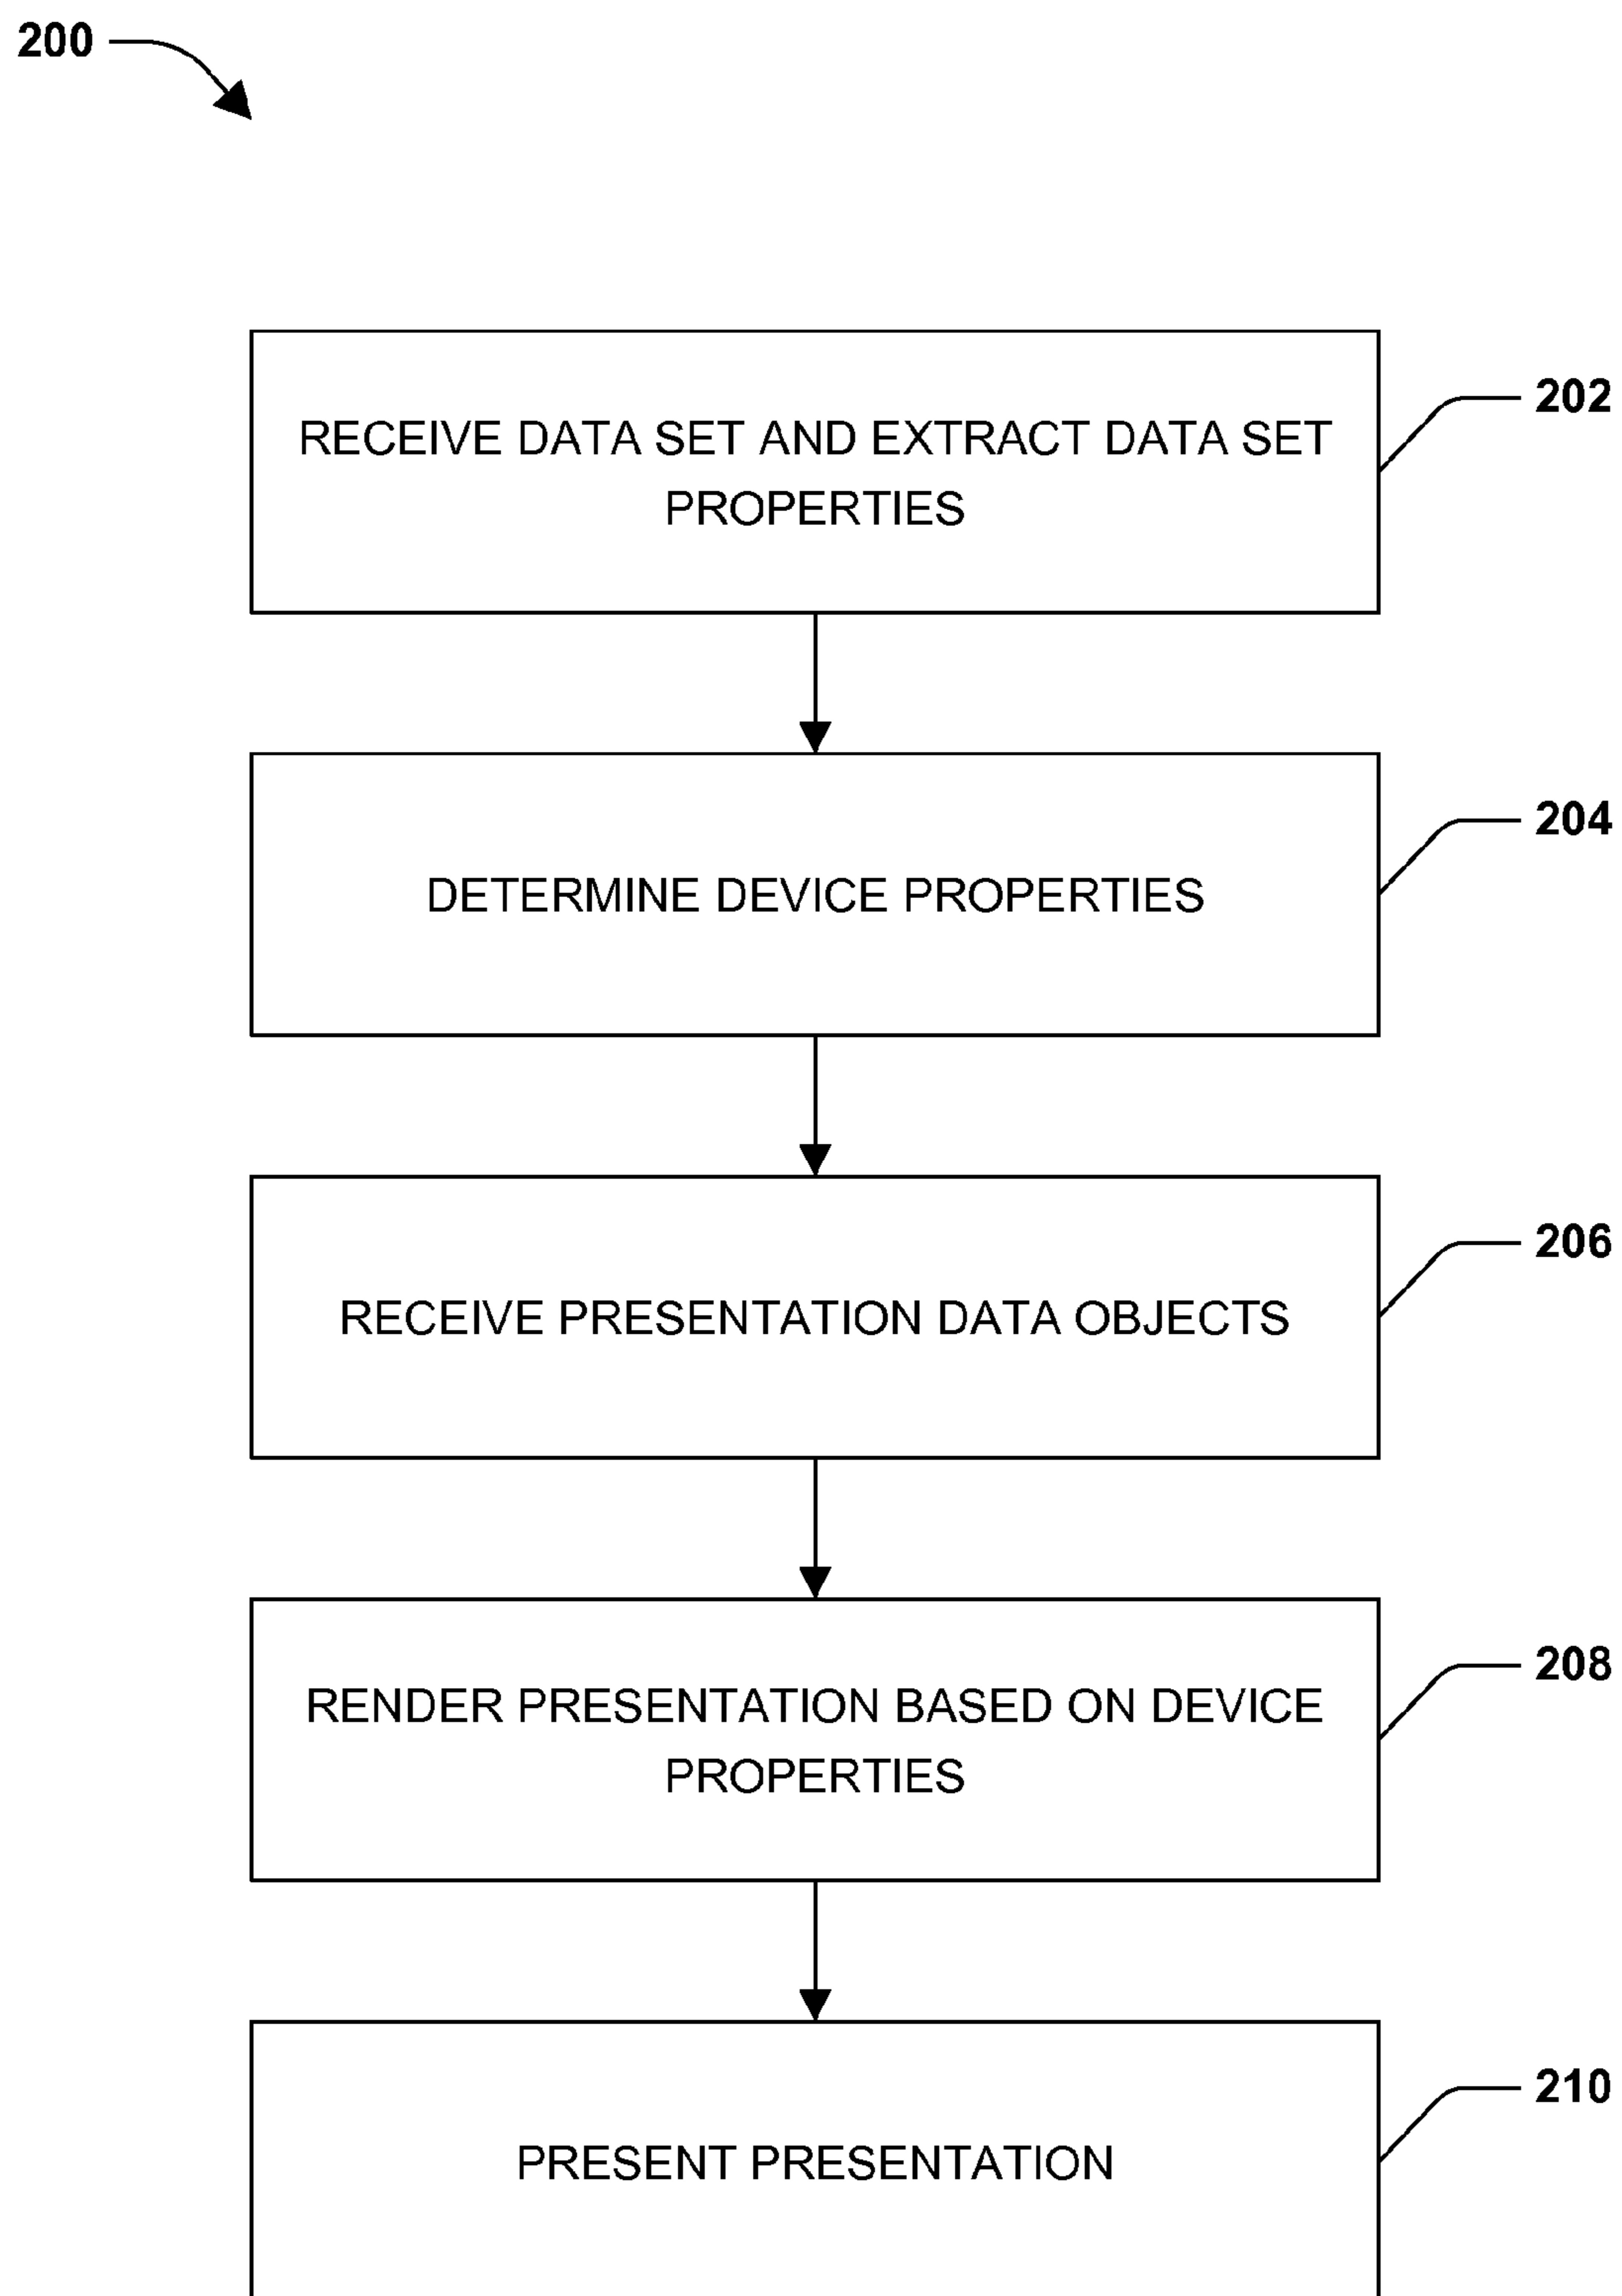 200
RECEIVE DATA SET AND EXTRACT DATA SET
PROPERTIES
202
DETERMINE DEVICE PROPERTIES
204
RECEIVE PRESENTATION DATA OBJECTS
206
RENDER PRESENTATION BASED ON DEVICE
PROPERTIES
208
PRESENT PRESENTATION
210